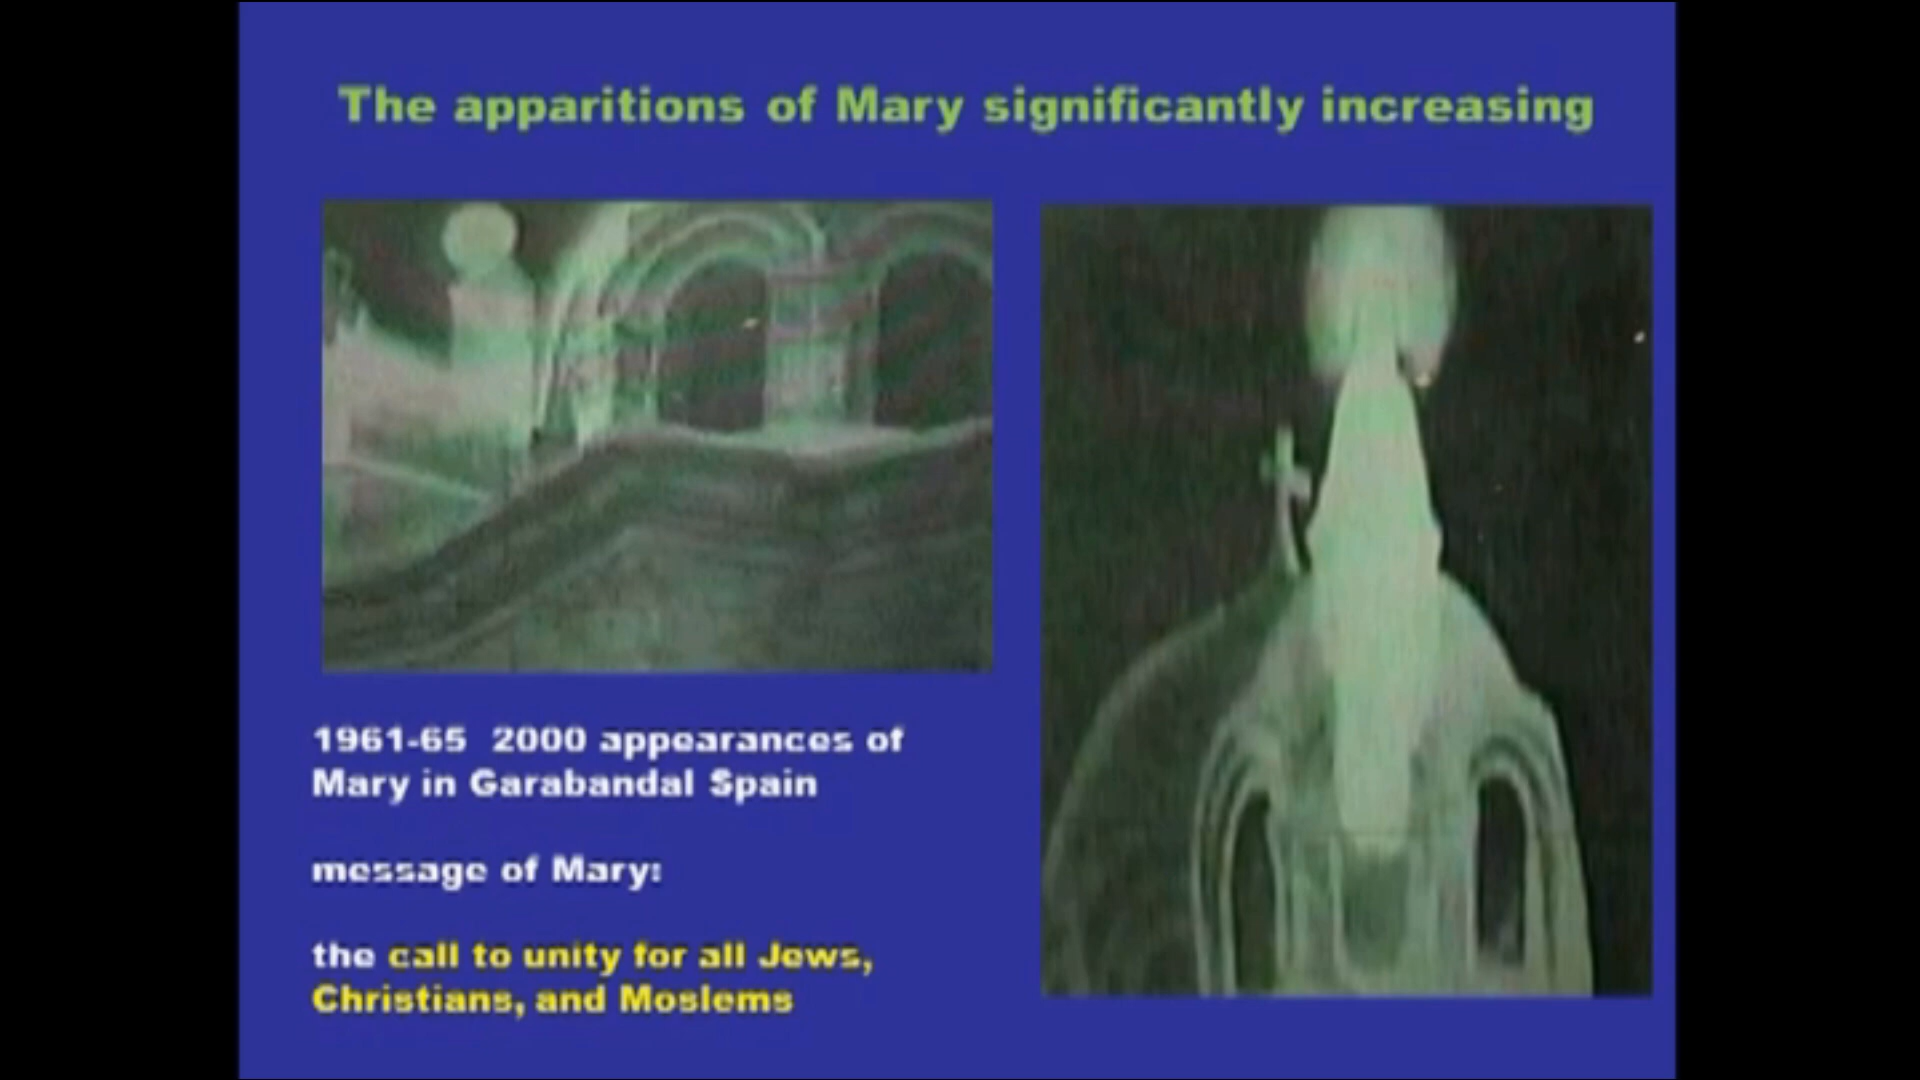 The apparitions of Mary significantly increasing
1961-65 2000 appearances of
Mary in Garabandal Spain
message of Mary:
the call to unity for all Jews,
Christians, and Moslems